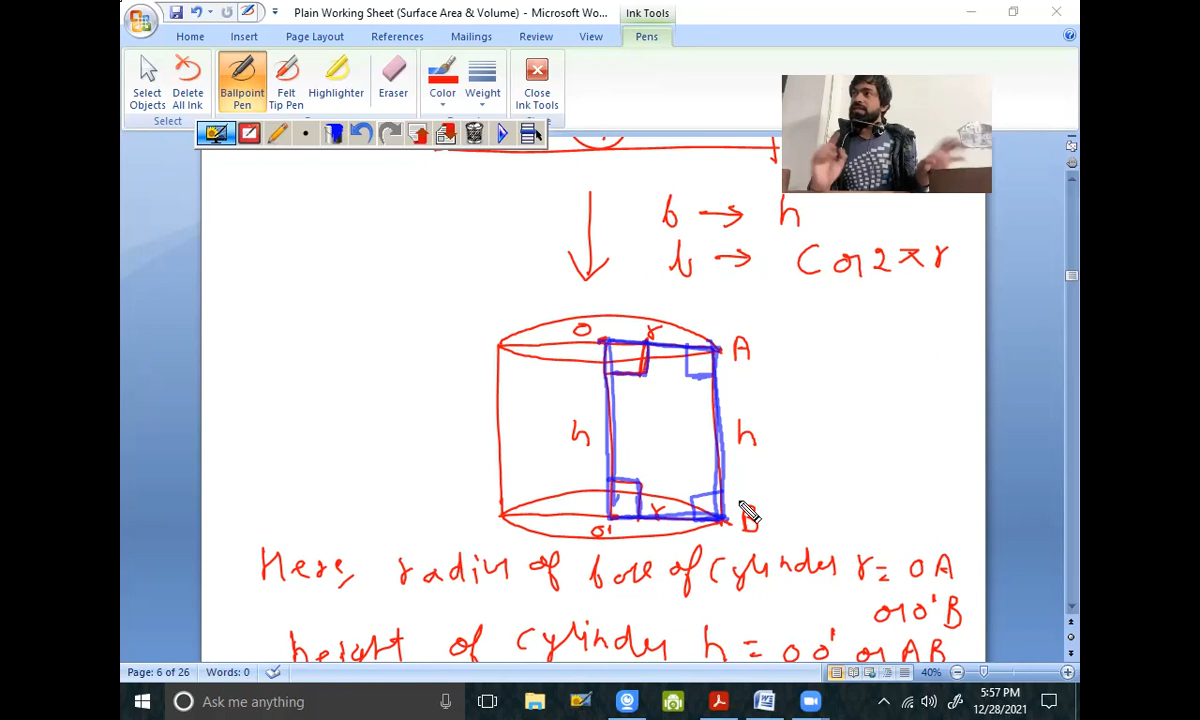 Plain Working Sheet (Surface Area & Volume) - Microsoft Wo...
Ink Tools
Home
Insert
Page Layout
References
Mailings
Review
View
Pens
Select Objects
Delete All Ink
Ballpoint Pen
Felt Tip Pen
Highlighter
Eraser
Color
Weight
Close Ink Tools
Select
Close
b → h
→ C or 2πr
O r A
h h
O' r B
Here, radius of base of cylinder r = OA
or O'B
height of cylinder h = OO' or AB
Page: 6 of 26
Words: 0
40%
Ask me anything
5:57 PM
12/28/2021